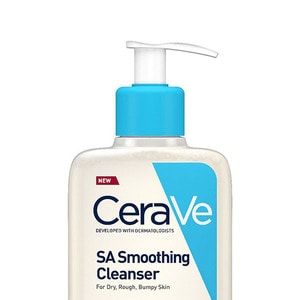 NEW
CeraVe
DEVELOPED WITH DERMATOLOGISTS
SA Smoothing
Cleanser
For Dry, Rough, Bumpy Skin